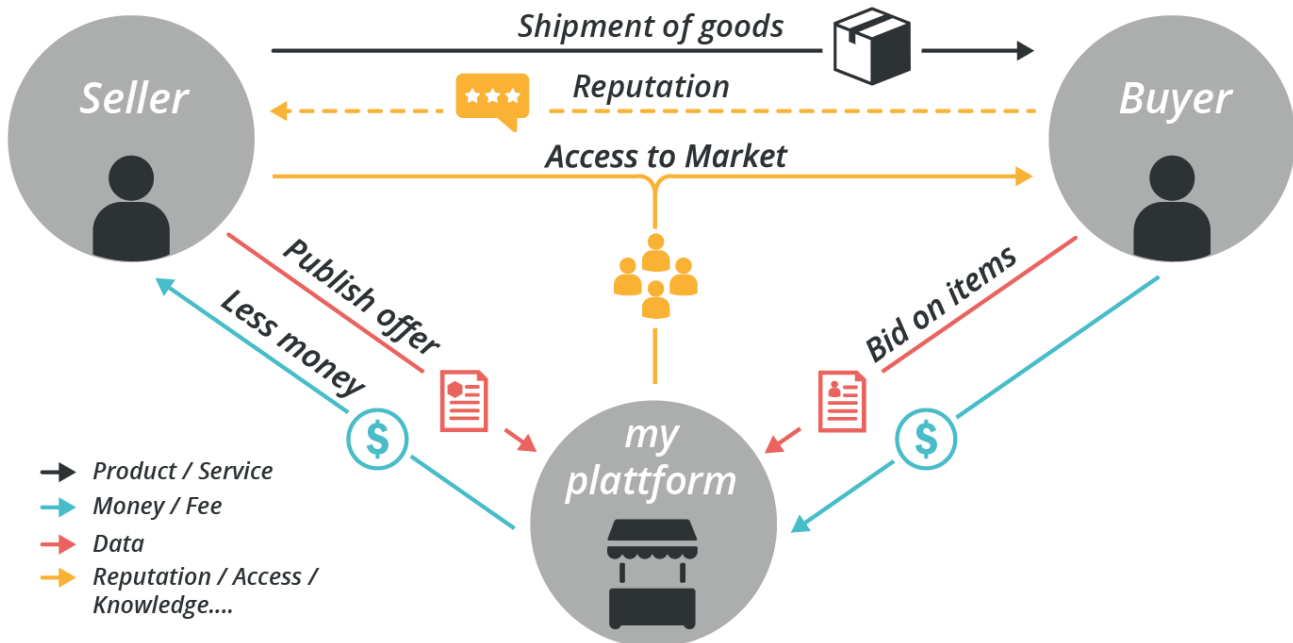 Shipment of goods
Seller
Buyer
Reputation
Access to Market
Publish offer
Less money
Bid on items
$
$
my
plattform
Product / Service
Money / Fee
Data
Reputation / Access /
Knowledge....